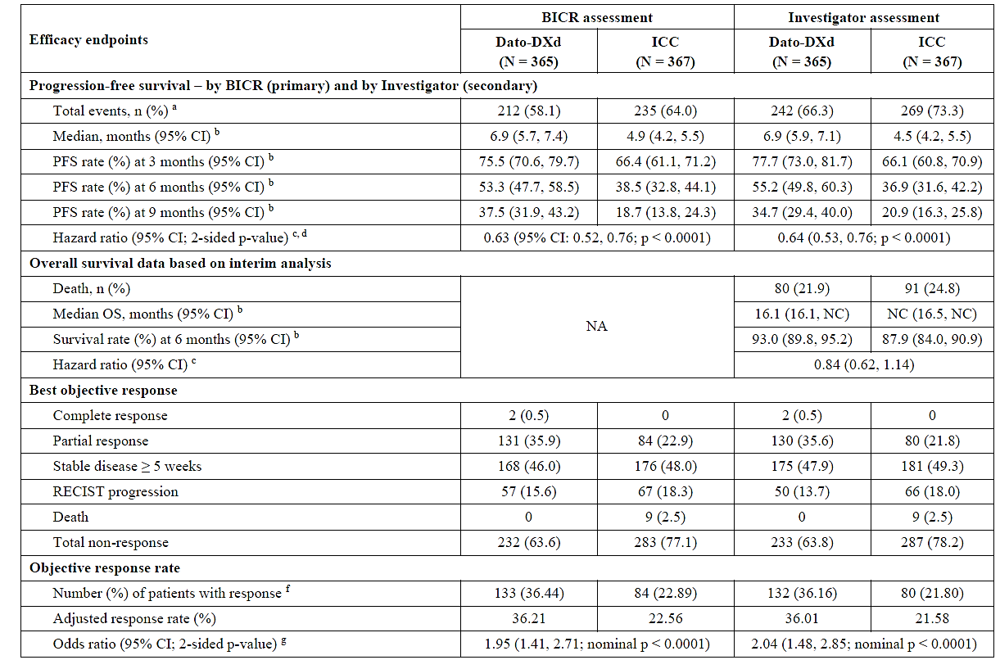 Efficacy endpoints BICR assessment Investigator assessment
Dato-DXd (N = 365) ICC (N = 367) Dato-DXd (N = 365) ICC (N = 367)
Progression-free survival – by BICR (primary) and by Investigator (secondary)
Total events, n (%) a 212 (58.1) 235 (64.0) 242 (66.3) 269 (73.3)
Median, months (95% CI) b 6.9 (5.7, 7.4) 4.9 (4.2, 5.5) 6.9 (5.9, 7.1) 4.5 (4.2, 5.5)
PFS rate (%) at 3 months (95% CI) b 75.5 (70.6, 79.7) 66.4 (61.1, 71.2) 77.7 (73.0, 81.7) 66.1 (60.8, 70.9)
PFS rate (%) at 6 months (95% CI) b 53.3 (47.7, 58.5) 38.5 (32.8, 44.1) 55.2 (49.8, 60.3) 36.9 (31.6, 42.2)
PFS rate (%) at 9 months (95% CI) b 37.5 (31.9, 43.2) 18.7 (13.8, 24.3) 34.7 (29.4, 40.0) 20.9 (16.3, 25.8)
Hazard ratio (95% CI; 2-sided p-value) c, d 0.63 (95% CI: 0.52, 0.76; p < 0.0001) 0.64 (0.53, 0.76; p < 0.0001)
Overall survival data based on interim analysis
Death, n (%) NA 80 (21.9) 91 (24.8)
Median OS, months (95% CI) b 16.1 (16.1, NC) NC (16.5, NC)
Survival rate (%) at 6 months (95% CI) b 93.0 (89.8, 95.2) 87.9 (84.0, 90.9)
Hazard ratio (95% CI) c 0.84 (0.62, 1.14)
Best objective response
Complete response 2 (0.5) 0 2 (0.5) 0
Partial response 131 (35.9) 84 (22.9) 130 (35.6) 80 (21.8)
Stable disease ≥ 5 weeks 168 (46.0) 176 (48.0) 175 (47.9) 181 (49.3)
RECIST progression 57 (15.6) 67 (18.3) 50 (13.7) 66 (18.0)
Death 0 9 (2.5) 0 9 (2.5)
Total non-response 232 (63.6) 283 (77.1) 233 (63.8) 287 (78.2)
Objective response rate
Number (%) of patients with response f 133 (36.44) 84 (22.89) 132 (36.16) 80 (21.80)
Adjusted response rate (%) 36.21 22.56 36.01 21.58
Odds ratio (95% CI; 2-sided p-value) g 1.95 (1.41, 2.71; nominal p < 0.0001) 2.04 (1.48, 2.85; nominal p < 0.0001)